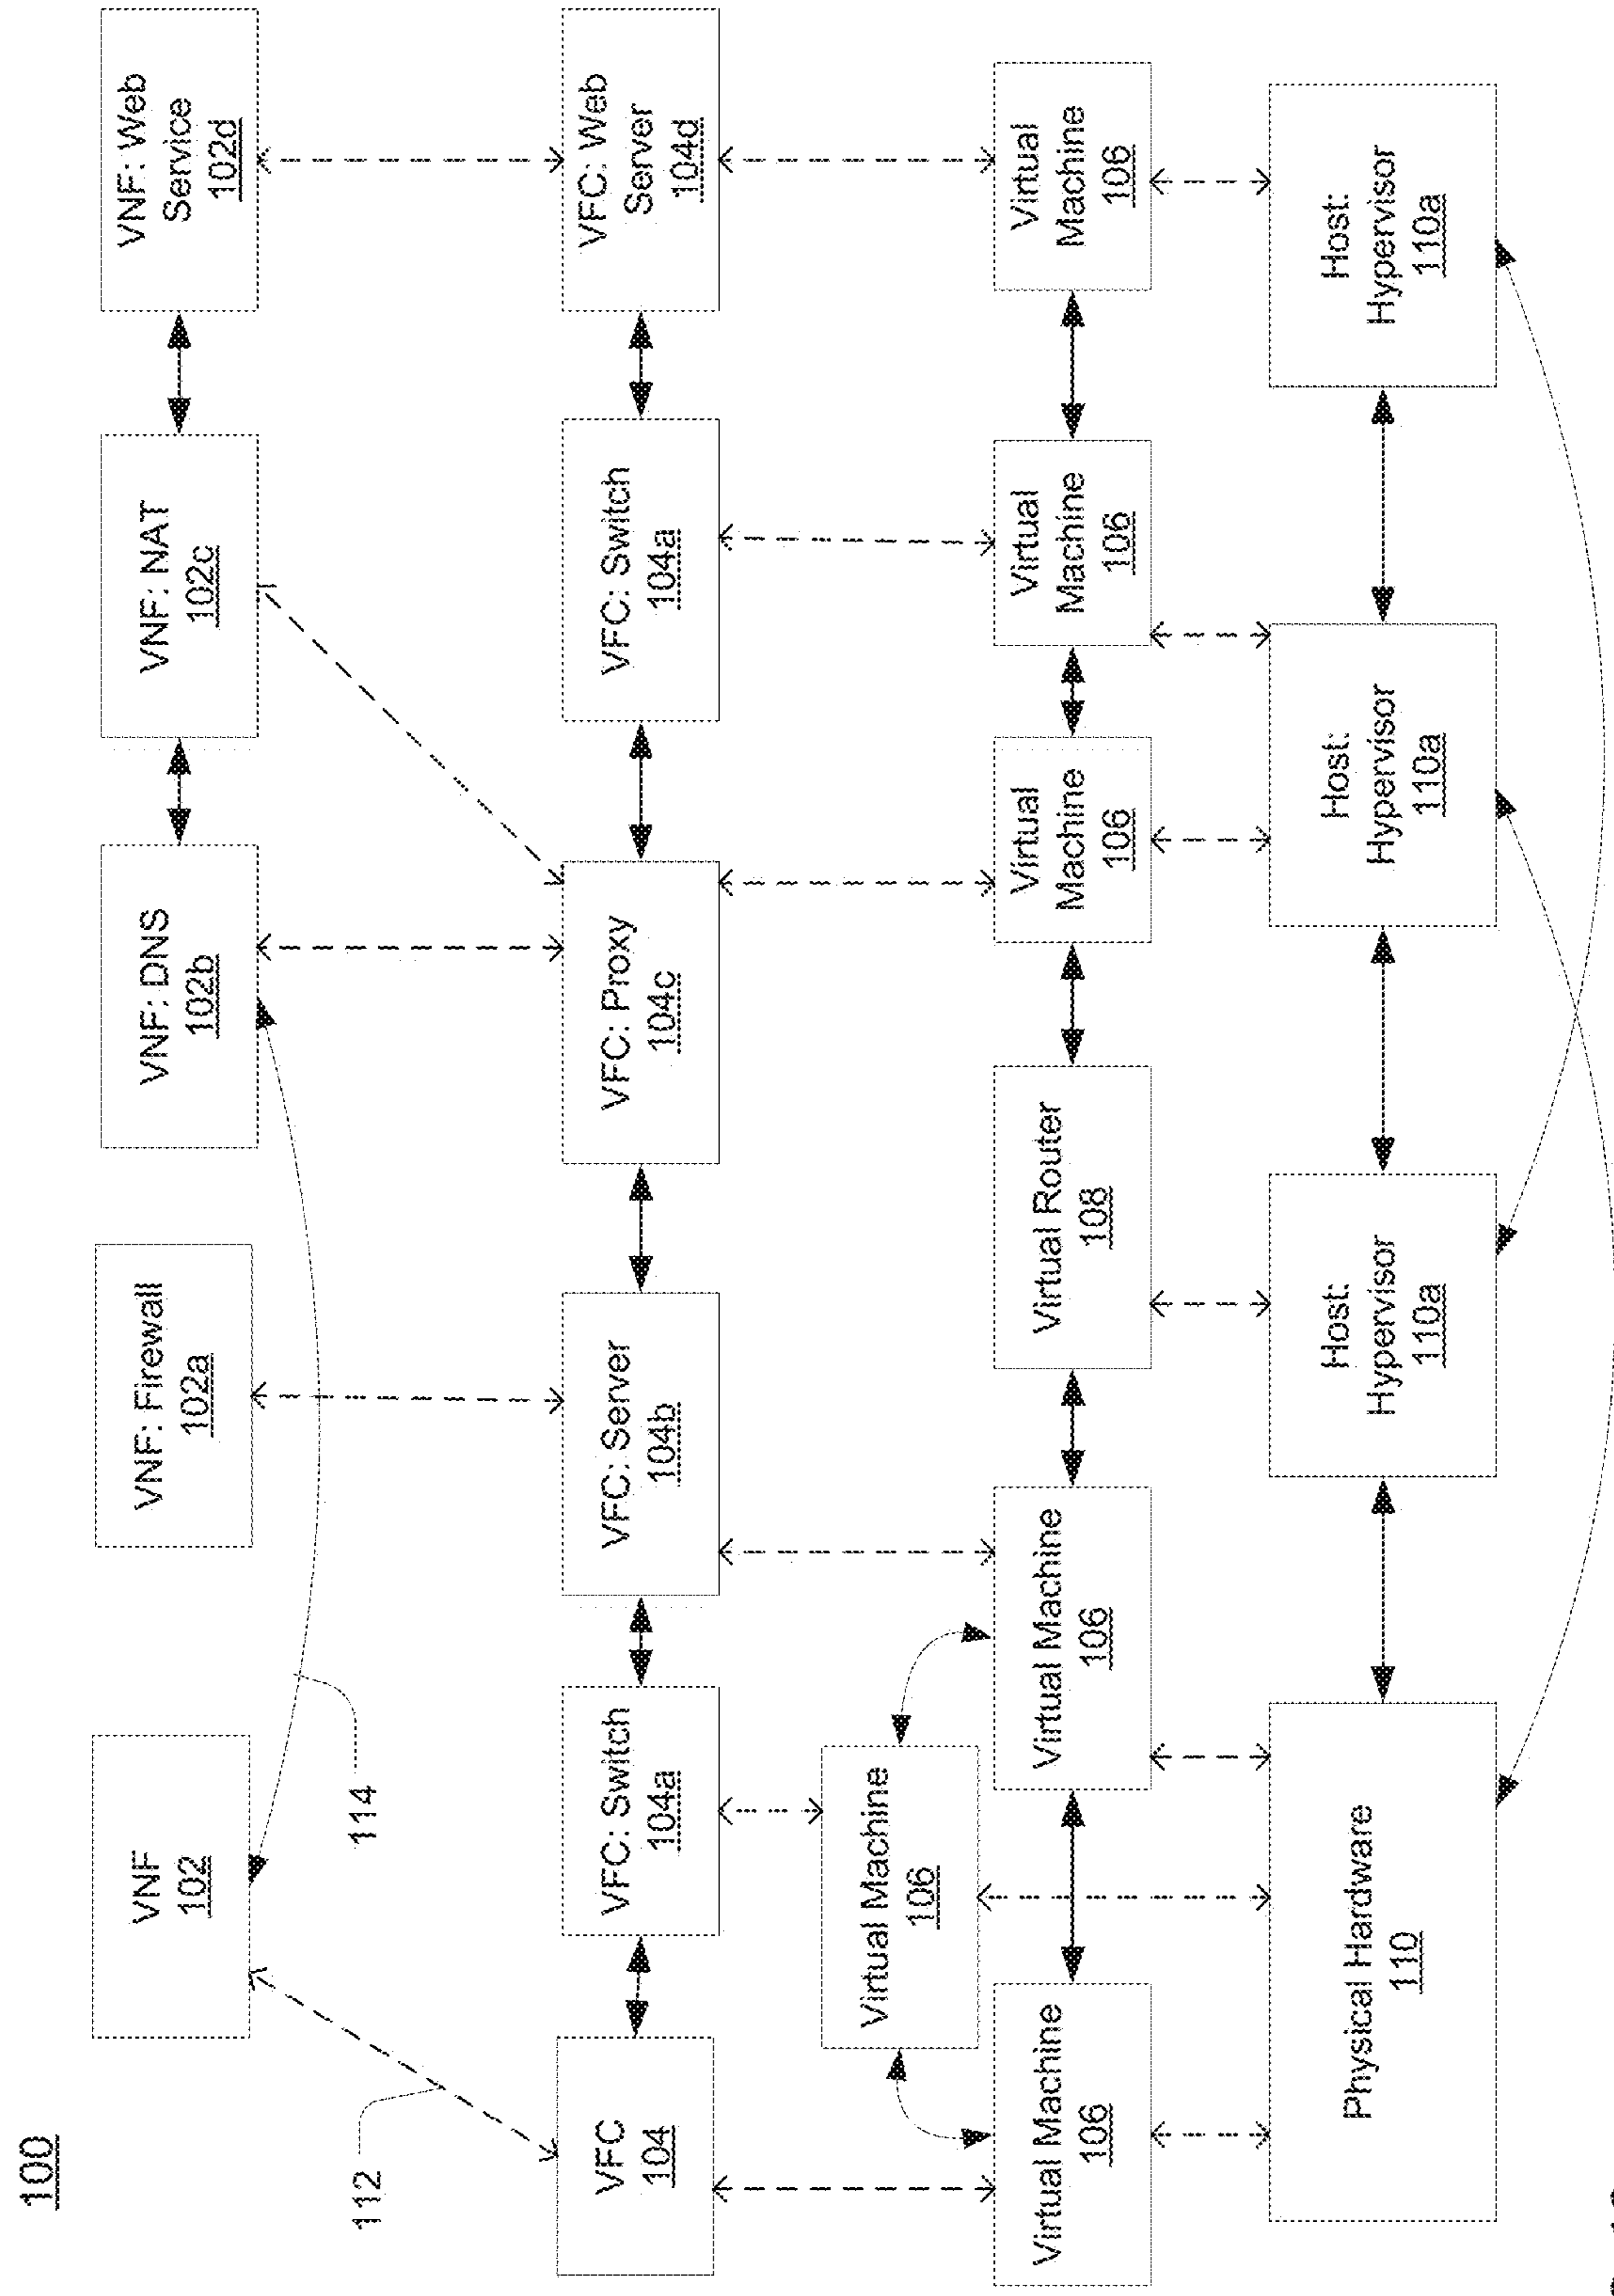 100
VNF
102
VNF: Firewall
102a
VNF: DNS
102b
VNF: NAT
102c
VNF: Web
Service
102d
112
114
VFC
104
VFC: Switch
104a
VFC: Server
104b
VFC: Proxy
104c
VFC: Switch
104a
VFC: Web
Server
104d
Virtual Machine
106
Virtual Machine
106
Virtual Machine
106
Virtual Router
108
Virtual
Machine
106
Virtual
Machine
106
Virtual
Machine
106
Physical Hardware
110
Host:
Hypervisor
110a
Host:
Hypervisor
110a
Host:
Hypervisor
110a